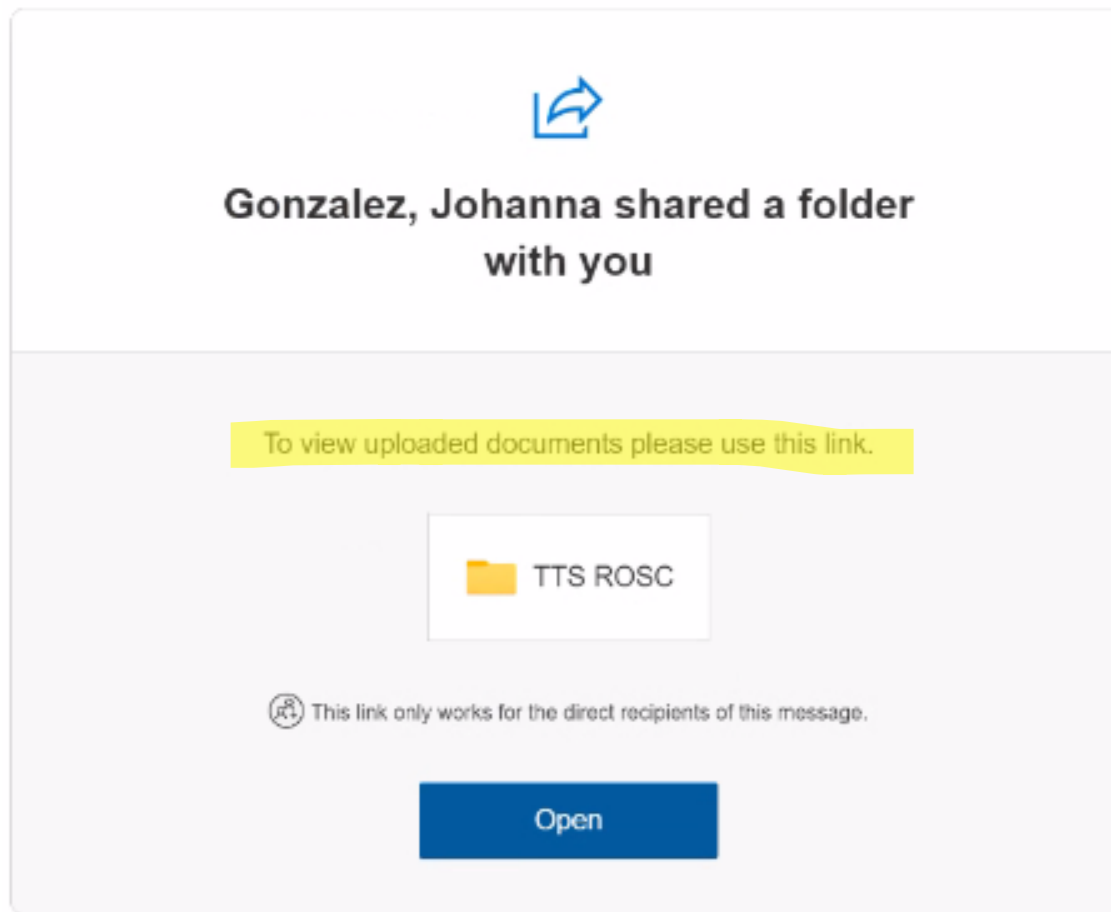 Gonzalez, Johanna shared a folder
with you
To view uploaded documents please use this link.
TTS ROSC
This link only works for the direct recipients of this message.
Open